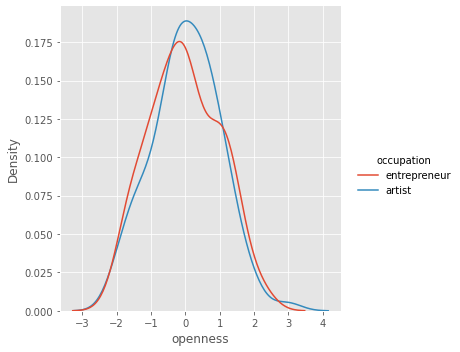 0.175
0.150
0.125
0.100
0.075
0.050
0.025
0.000
Density
−3 −2 −1 0 1 2 3 4
openness
occupation
entrepreneur
artist